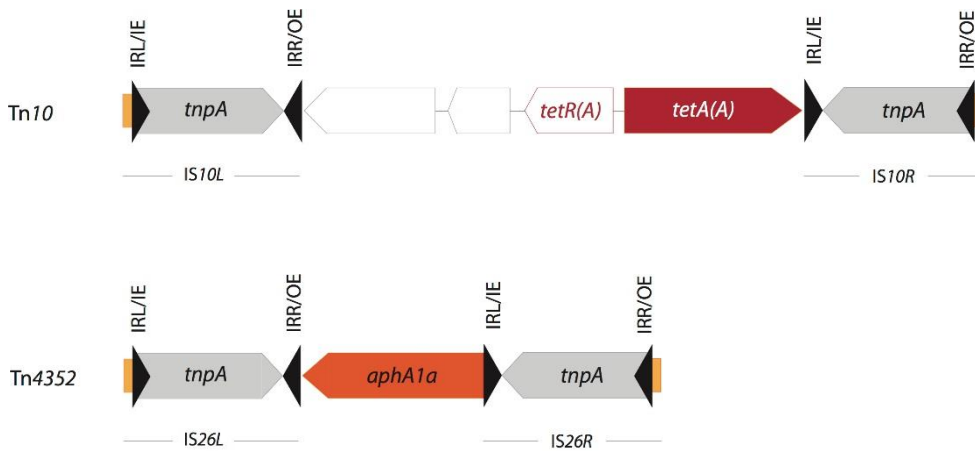 IRL/IE IRR/OE IRL/IE IRR/OE
Tn10 tnpA tetR(A) tetA(A) tnpA
IS10L IS10R
IRL/IE IRR/OE IRL/IE IRR/OE
Tn4352 tnpA aphA1a tnpA
IS26L IS26R